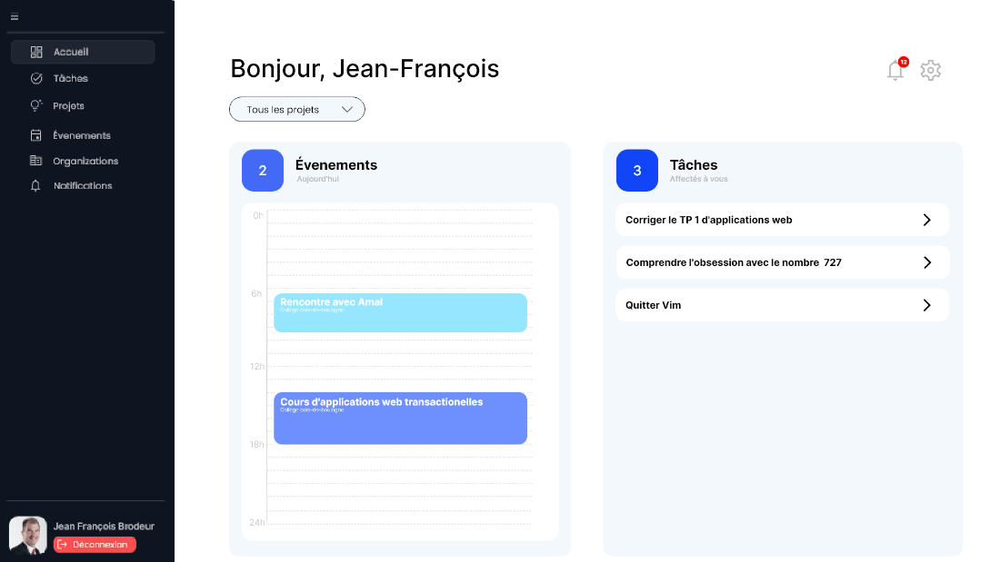 Accueil
Tâches
Projets
Évenements
Organizations
Notifications
Jean François Brodeur
Déconnexion
Bonjour, Jean-François
12
Tous les projets
2
Évenements
Aujourd'hui
0h
6h
Rencontre avec Amal
Collège bois-de-boulogne
12h
Cours d'applications web transactionelles
Collège bois-de-boulogne
18h
24h
3
Tâches
Affectés à vous
Corriger le TP 1 d'applications web
Comprendre l'obsession avec le nombre 727
Quitter Vim